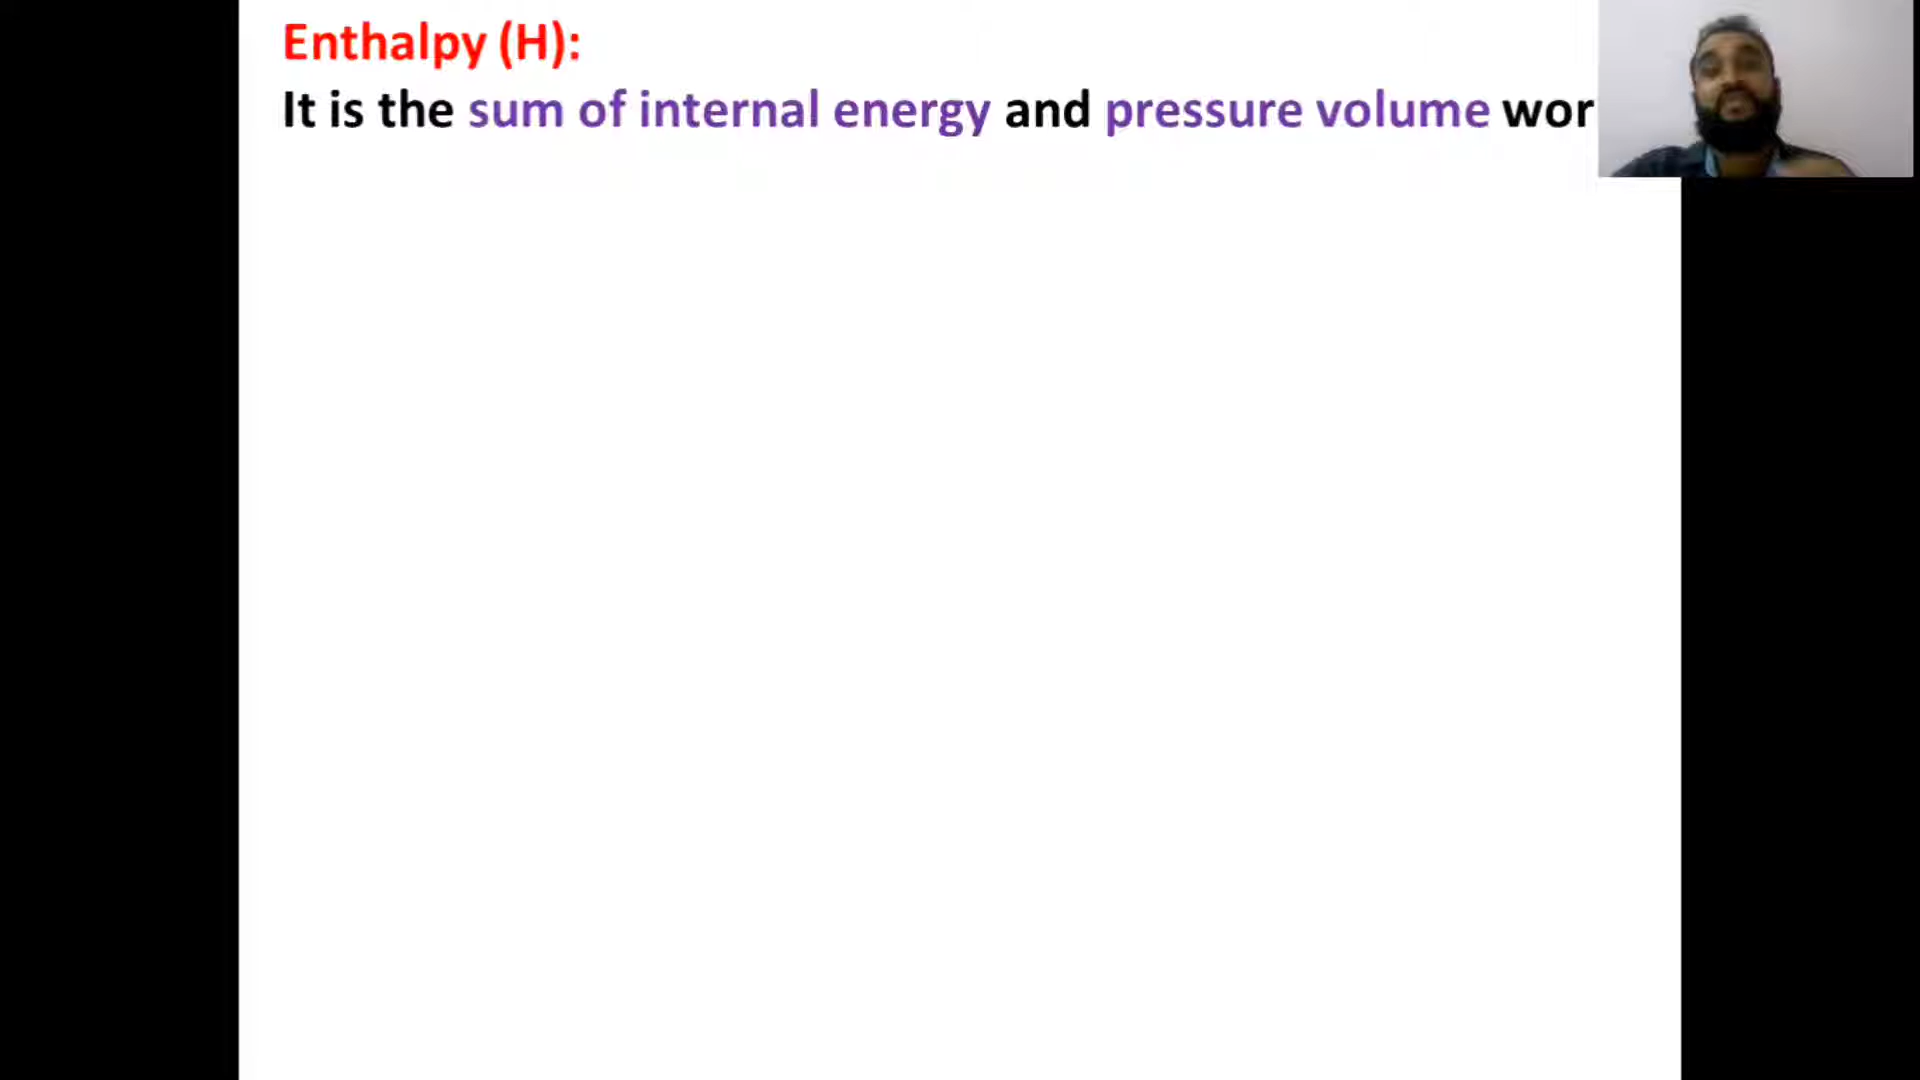 Enthalpy (H):
It is the sum of internal energy and pressure volume wor